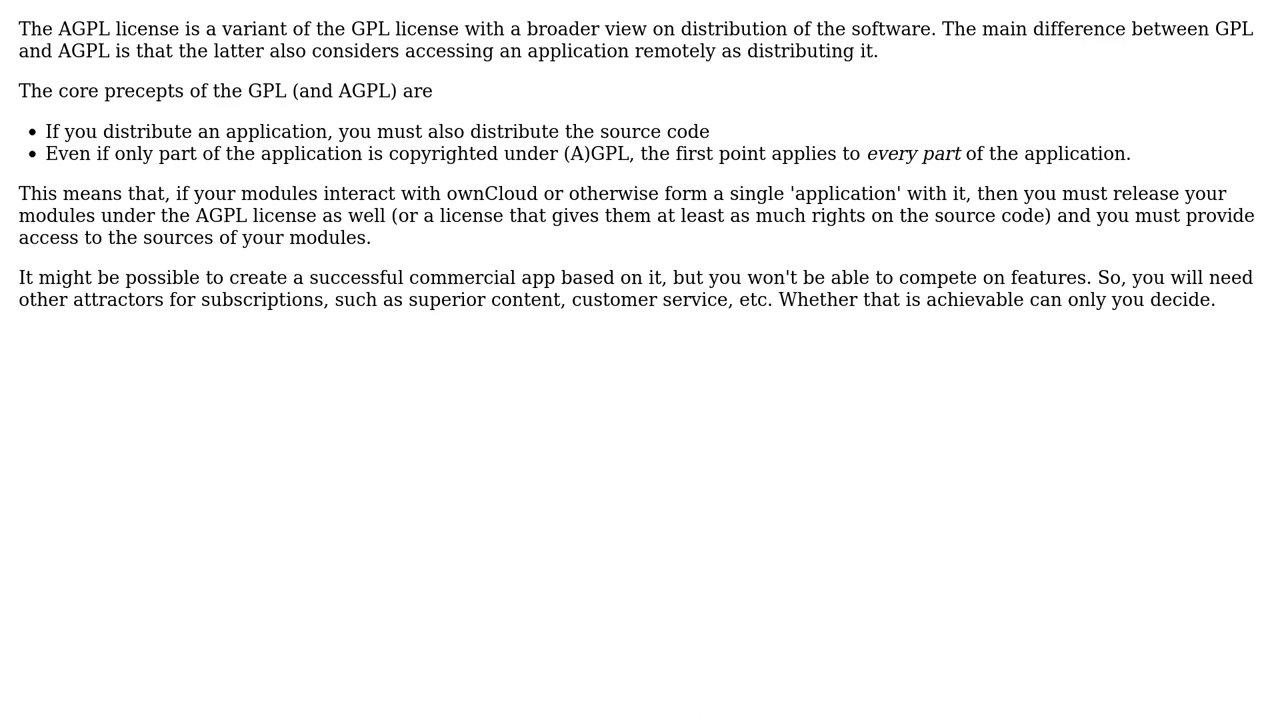 The AGPL license is a variant of the GPL license with a broader view on distribution of the software. The main difference between GPL
and AGPL is that the latter also considers accessing an application remotely as distributing it.
The core precepts of the GPL (and AGPL) are
• If you distribute an application, you must also distribute the source code
• Even if only part of the application is copyrighted under (A)GPL, the first point applies to every part of the application.
This means that, if your modules interact with ownCloud or otherwise form a single 'application' with it, then you must release your
modules under the AGPL license as well (or a license that gives them at least as much rights on the source code) and you must provide
access to the sources of your modules.
It might be possible to create a successful commercial app based on it, but you won't be able to compete on features. So, you will need
other attractors for subscriptions, such as superior content, customer service, etc. Whether that is achievable can only you decide.